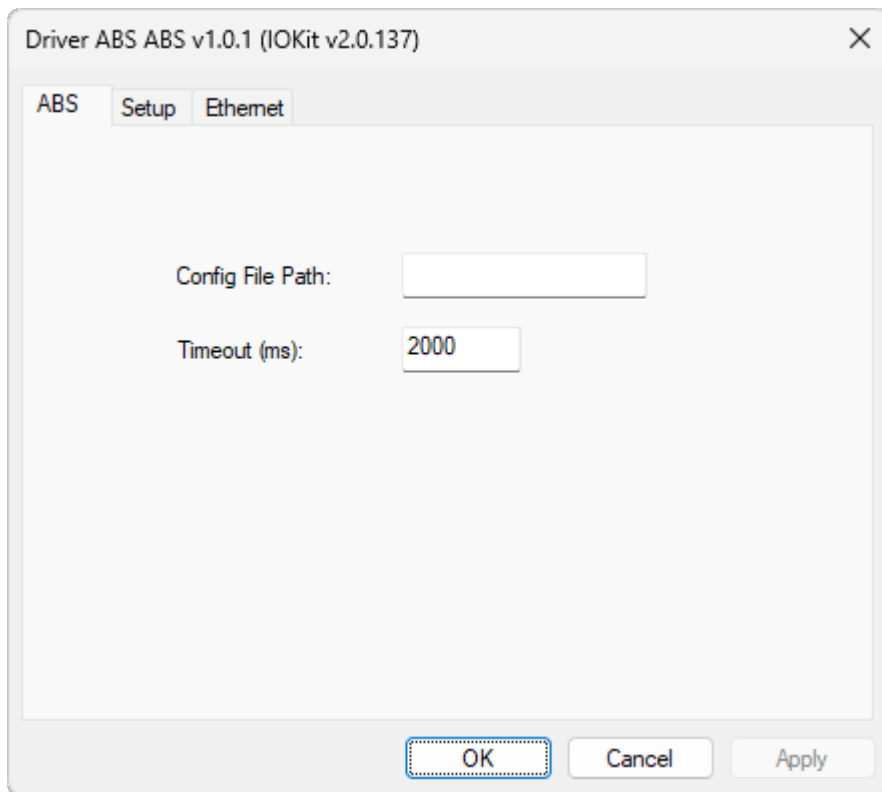 Driver ABS ABS v1.0.1 (IOKit v2.0.137)
ABS Setup Ethernet
Config File Path:
Timeout (ms): 2000
OK Cancel Apply